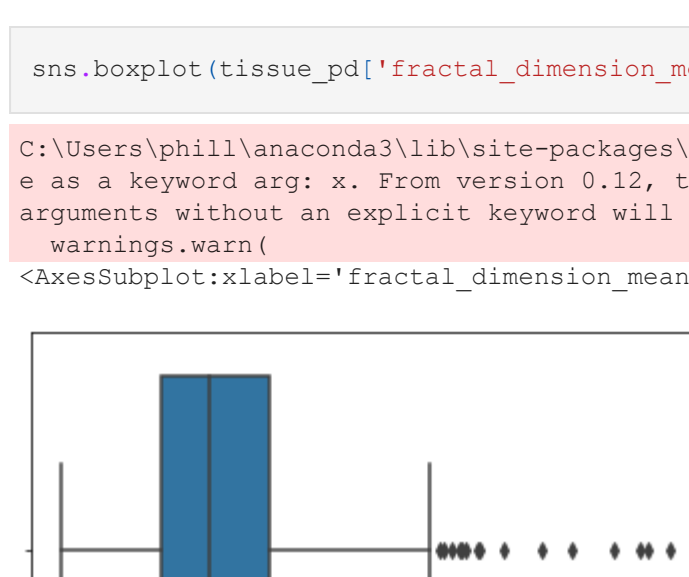 sns.boxplot(tissue_pd['fractal_dimension_m
C:\Users\phill\anaconda3\lib\site-packages\
e as a keyword arg: x. From version 0.12, t
arguments without an explicit keyword will
warnings.warn(
<AxesSubplot:xlabel='fractal_dimension_mean